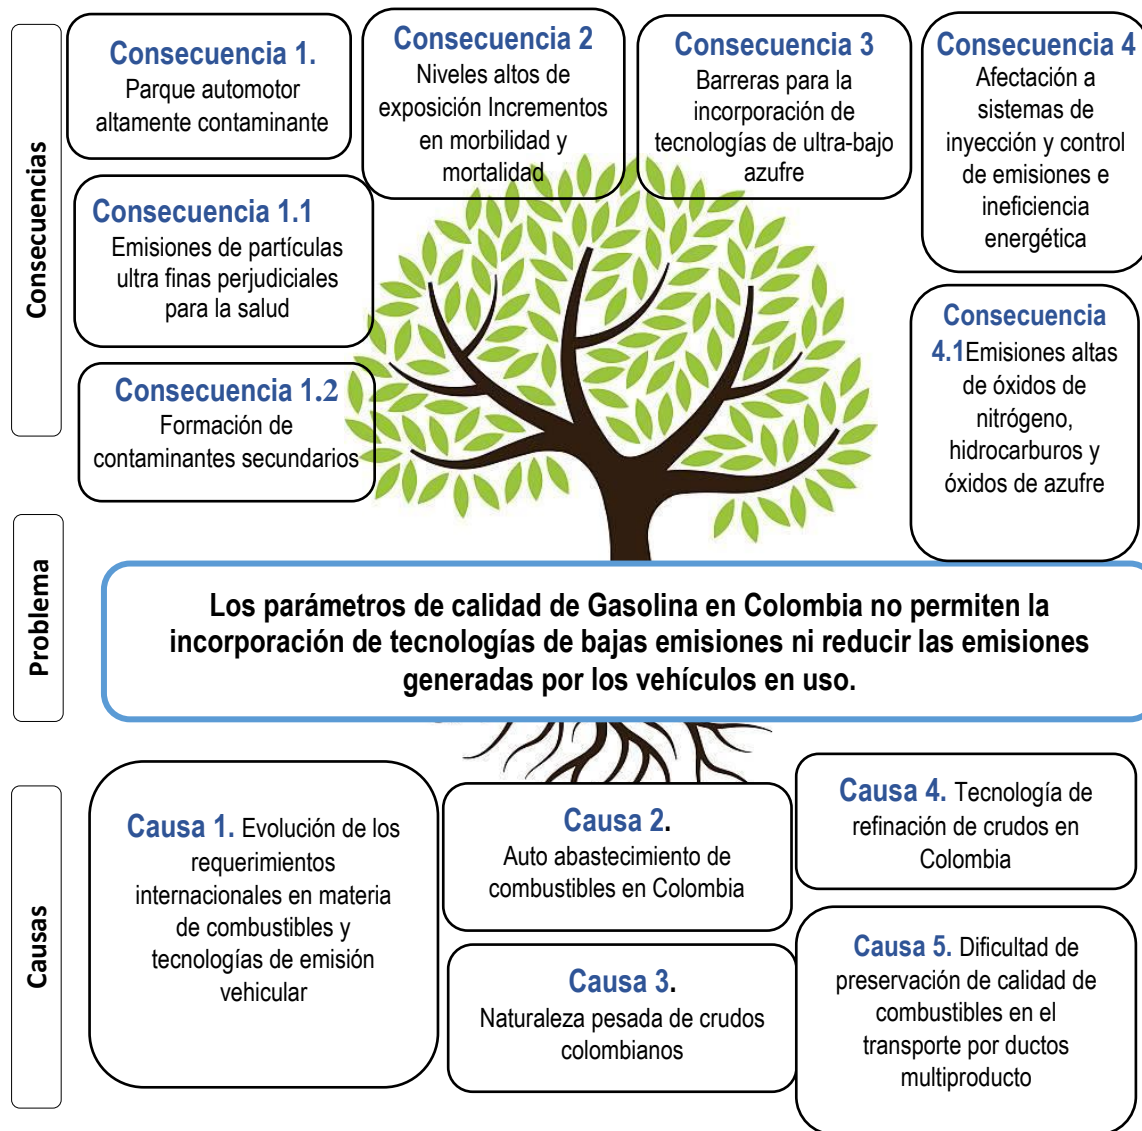 Consecuencias
Consecuencia 1.
Parque automotor
altamente contaminante
Consecuencia 2
Niveles altos de
exposición Incrementos
en morbilidad y
mortalidad
Consecuencia 3
Barreras para la
incorporación de
tecnologías de ultra-bajo
azufre
Consecuencia 4
Afectación a
sistemas de
inyección y control
de emisiones e
ineficiencia
energética
Consecuencia 1.1
Emisiones de partículas
ultra finas perjudiciales
para la salud
Consecuencia 1.2
Formación de
contaminantes secundarios
Consecuencia
4.1Emisiones altas
de óxidos de
nitrógeno,
hidrocarburos y
óxidos de azufre
Problema
Los parámetros de calidad de Gasolina en Colombia no permiten la
incorporación de tecnologías de bajas emisiones ni reducir las emisiones
generadas por los vehículos en uso.
Causas
Causa 1. Evolución de los
requerimientos
internacionales en materia
de combustibles y
tecnologías de emisión
vehicular
Causa 2.
Auto abastecimiento de
combustibles en Colombia
Causa 3.
Naturaleza pesada de crudos
colombianos
Causa 4. Tecnología de
refinación de crudos en
Colombia
Causa 5. Dificultad de
preservación de calidad de
combustibles en el
transporte por ductos
multiproducto